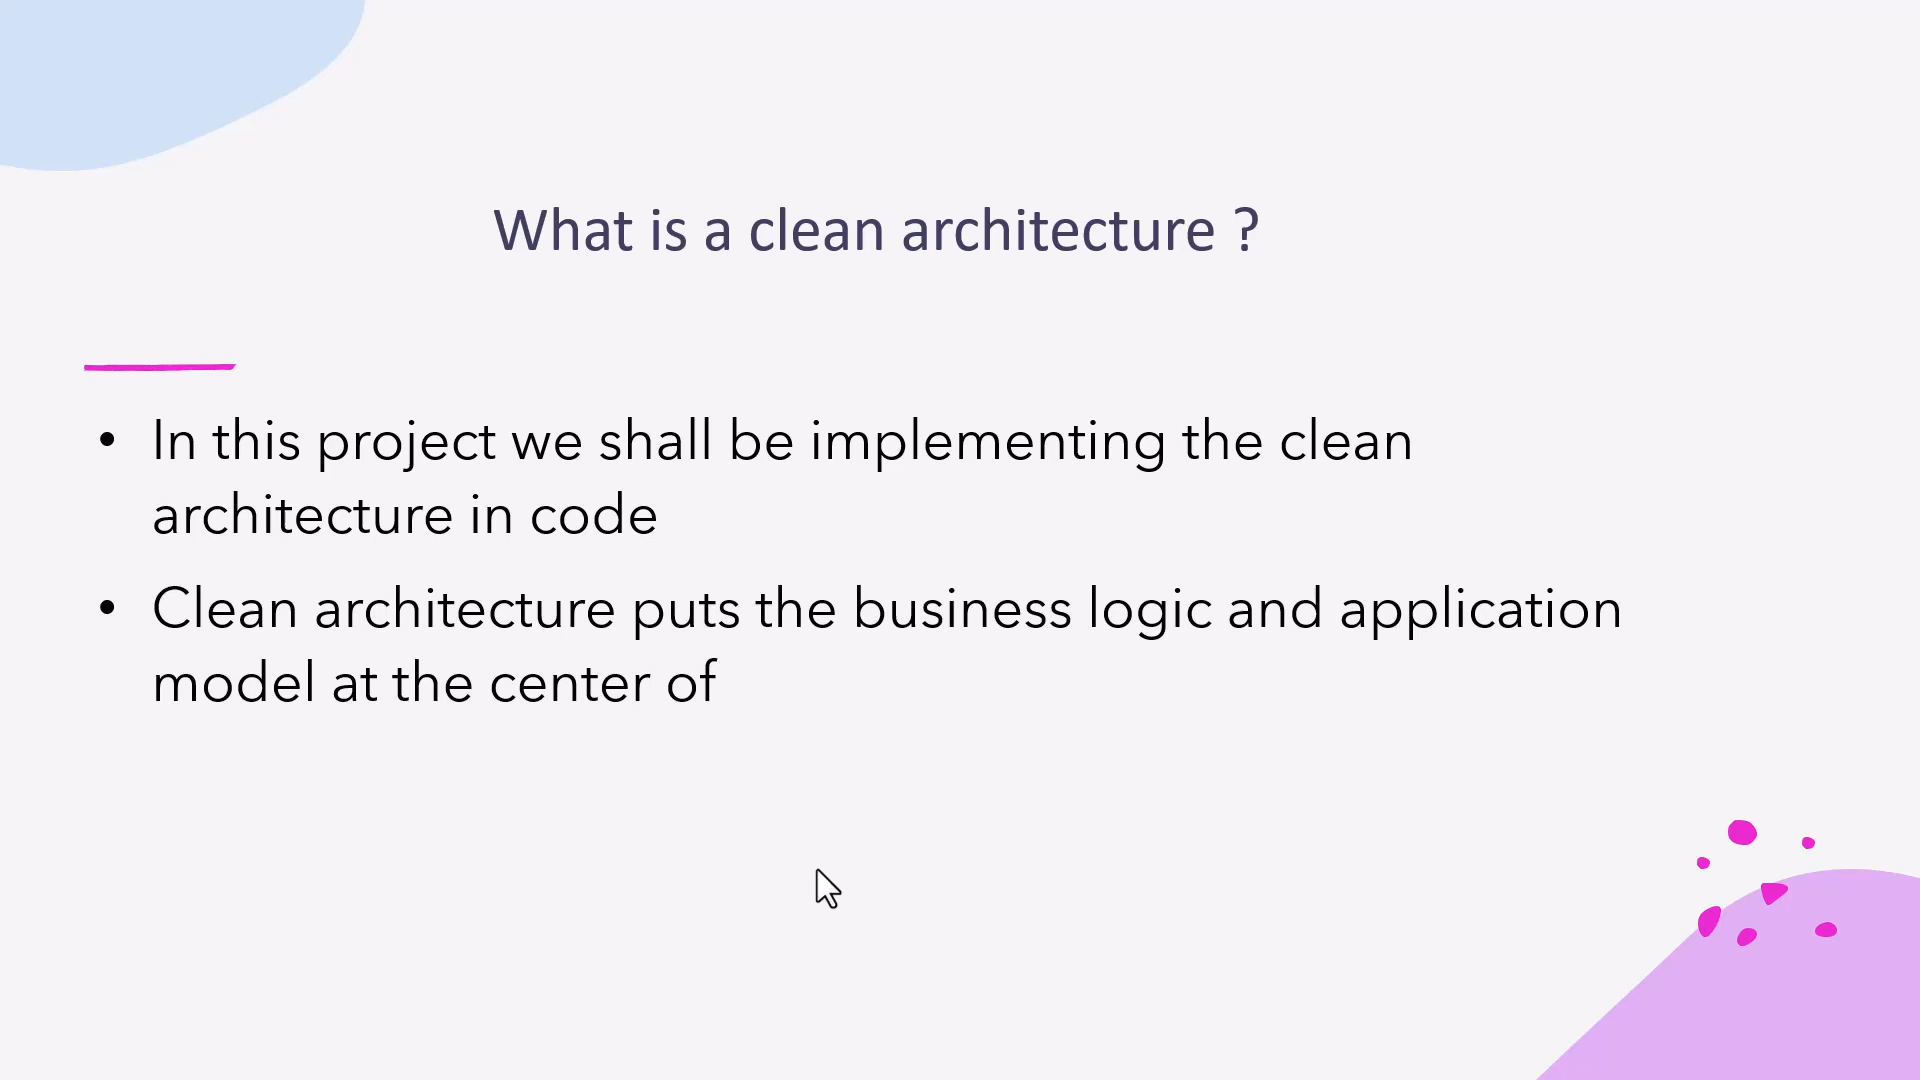 What is a clean architecture ?
• In this project we shall be implementing the clean
architecture in code
• Clean architecture puts the business logic and application
model at the center of